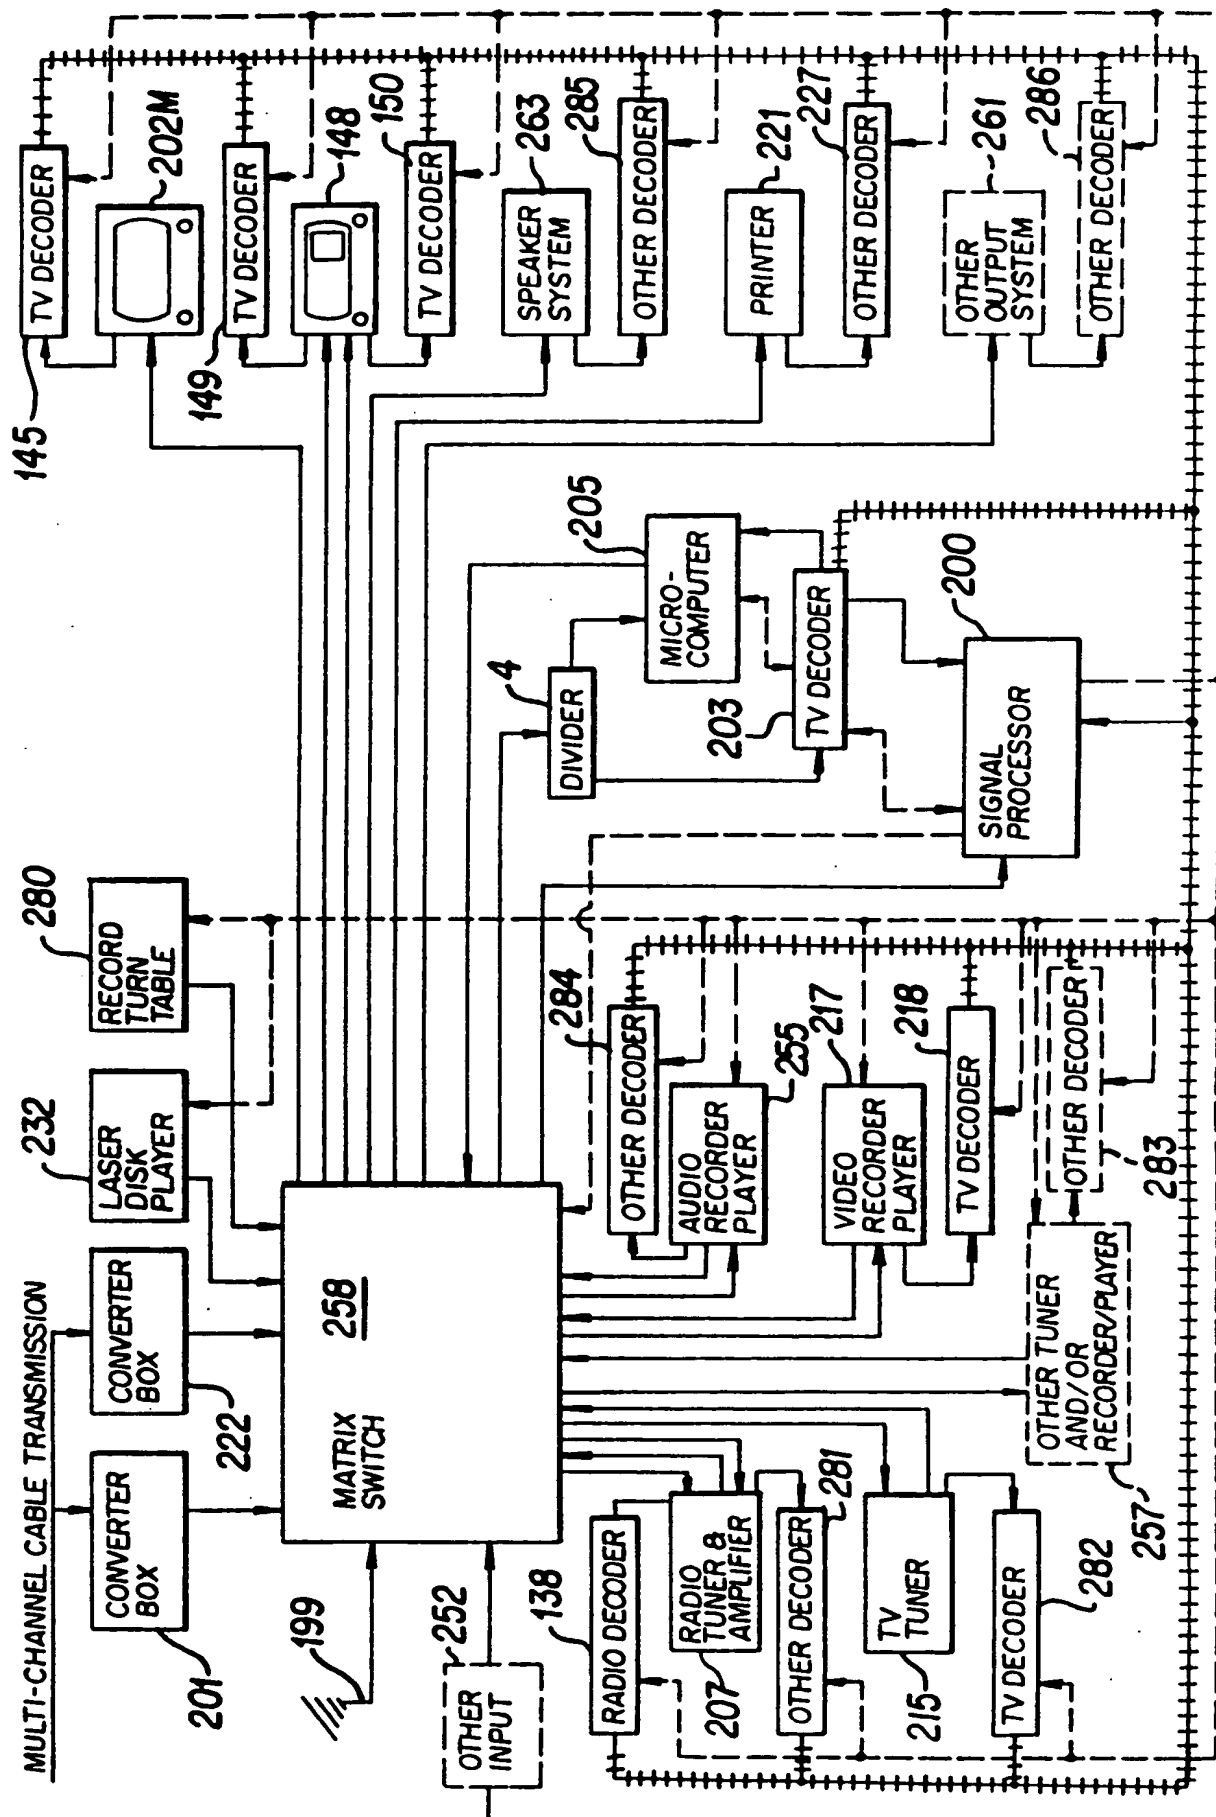 MULTI-CHANNEL CABLE TRANSMISSION
CONVERTER
BOX
201
CONVERTER
BOX
222
LASER
DISK
PLAYER
232
RECORD
TURN
TABLE
280
199
OTHER
INPUT
252
MATRIX
SWITCH
258
RADIO DECODER
138
RADIO
TUNER &
AMPLIFIER
207
OTHER DECODER
281
TV
TUNER
215
TV DECODER
282
OTHER TUNER
AND/OR
RECORDER/PLAYER
257
OTHER DECODER
283
OTHER DECODER
284
AUDIO
RECORDER
PLAYER
255
VIDEO
RECORDER
PLAYER
217
TV DECODER
218
DIVIDER
4
MICRO-
COMPUTER
205
TV DECODER
203
SIGNAL
PROCESSOR
200
TV DECODER
145
202M
TV DECODER
149
148
TV DECODER
150
SPEAKER
SYSTEM
263
OTHER DECODER
285
PRINTER
221
OTHER DECODER
227
OTHER
OUTPUT
SYSTEM
261
OTHER DECODER
286